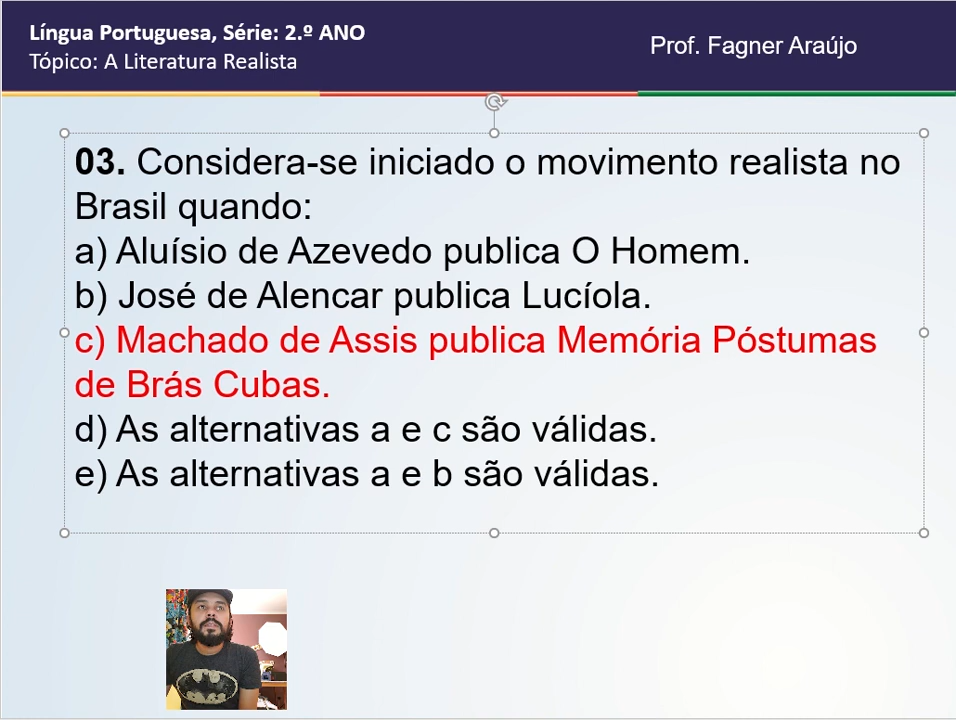 Língua Portuguesa, Série: 2.º ANO
Tópico: A Literatura Realista
Prof. Fagner Araújo
03. Considera-se iniciado o movimento realista no
Brasil quando:
a) Aluísio de Azevedo publica O Homem.
b) José de Alencar publica Lucíola.
c) Machado de Assis publica Memória Póstumas
de Brás Cubas.
d) As alternativas a e c são válidas.
e) As alternativas a e b são válidas.